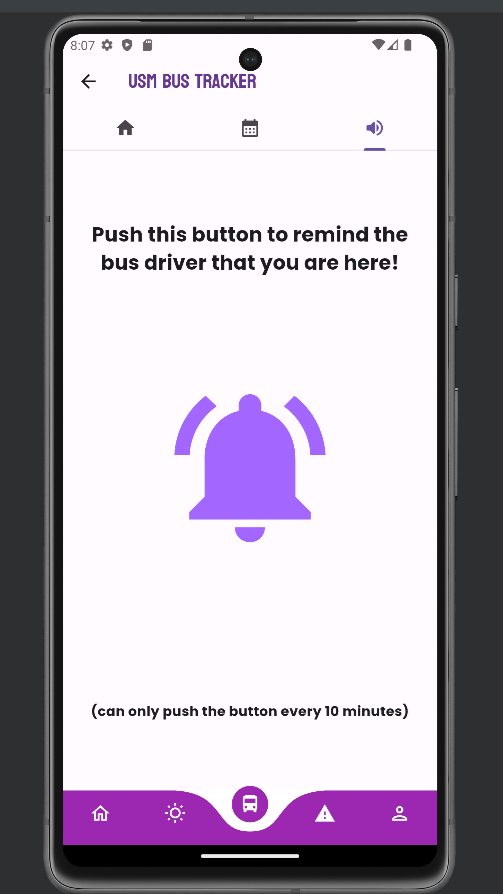 8:07
USM BUS TRACKER
Push this button to remind the
bus driver that you are here!
(can only push the button every 10 minutes)